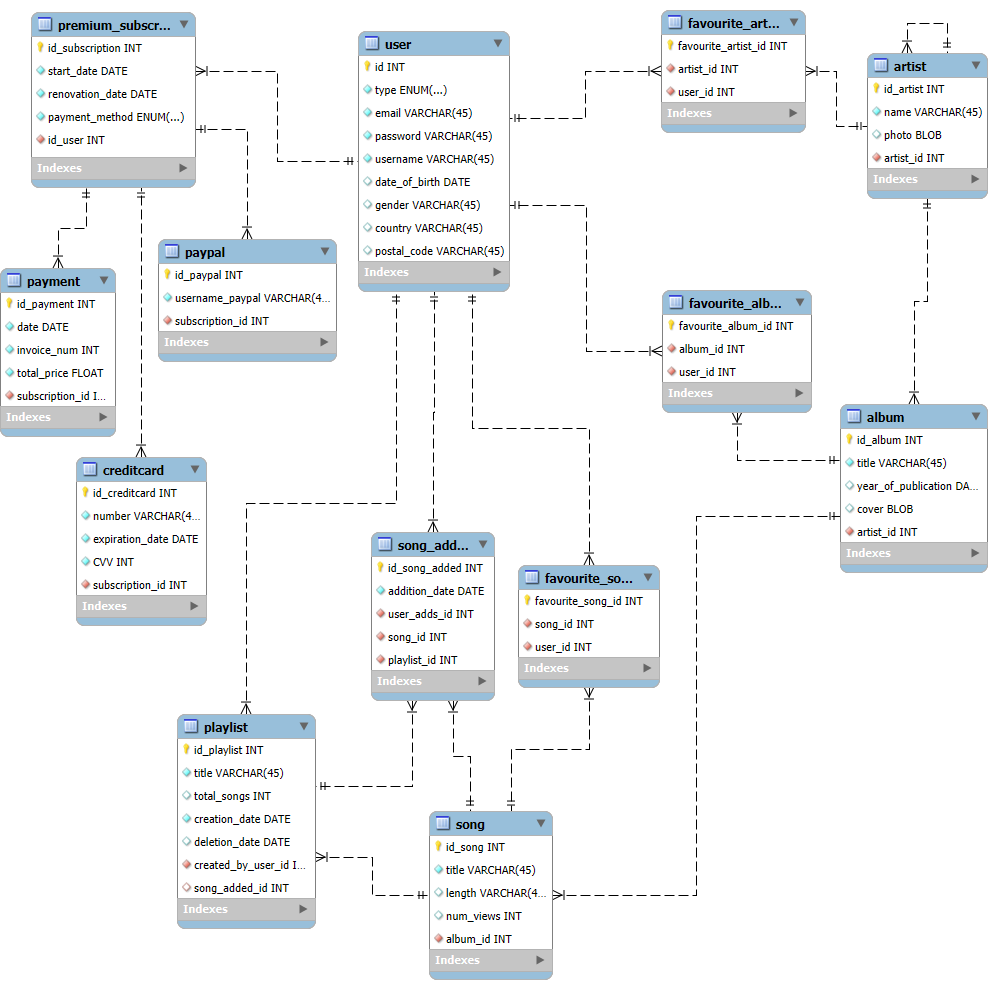 premium_subscr...
id_subscription INT
start_date DATE
renovation_date DATE
payment_method ENUM(...)
id_user INT
Indexes
user
id INT
type ENUM(...)
email VARCHAR(45)
password VARCHAR(45)
username VARCHAR(45)
date_of_birth DATE
gender VARCHAR(45)
country VARCHAR(45)
postal_code VARCHAR(45)
Indexes
favourite_art...
favourite_artist_id INT
artist_id INT
user_id INT
Indexes
artist
id_artist INT
name VARCHAR(45)
photo BLOB
artist_id INT
Indexes
payment
id_payment INT
date DATE
invoice_num INT
total_price FLOAT
subscription_id I...
Indexes
paypal
id_paypal INT
username_paypal VARCHAR(4...
subscription_id INT
Indexes
favourite_alb...
favourite_album_id INT
album_id INT
user_id INT
Indexes
album
id_album INT
title VARCHAR(45)
year_of_publication DA...
cover BLOB
artist_id INT
Indexes
creditcard
id_creditcard INT
number VARCHAR(4...
expiration_date DATE
CVV INT
subscription_id INT
Indexes
song_add...
id_song_added INT
addition_date DATE
user_adds_id INT
song_id INT
playlist_id INT
Indexes
favourite_so...
favourite_song_id INT
song_id INT
user_id INT
Indexes
playlist
id_playlist INT
title VARCHAR(45)
total_songs INT
creation_date DATE
deletion_date DATE
created_by_user_id I...
song_added_id INT
Indexes
song
id_song INT
title VARCHAR(45)
length VARCHAR(4...
num_views INT
album_id INT
Indexes